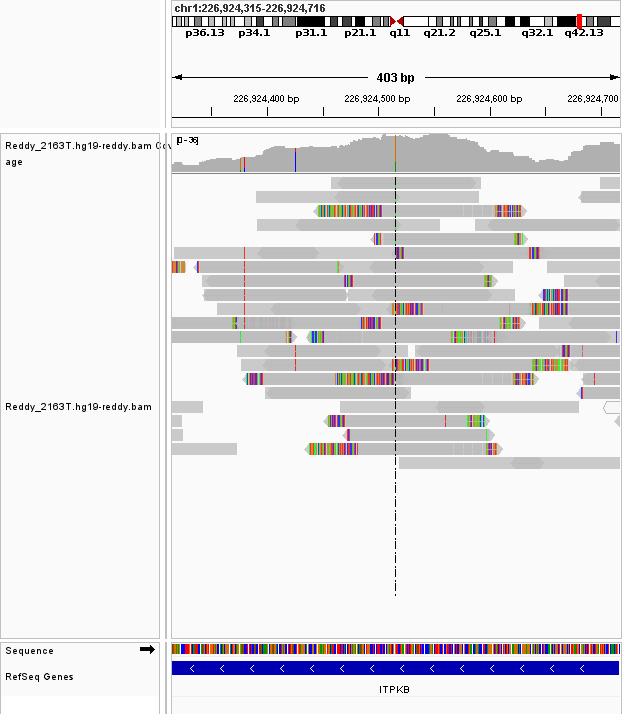 chr1:226,924,315-226,924,716
p36.13 p34.1 p31.1 p21.1 q11 q21.2 q25.1 q32.1 q42.13
403 bp
226,924,400 bp 226,924,500 bp 226,924,600 bp 226,924,700
Reddy_2163T.hg19-reddy.bam Cov
age
[0-36]
Reddy_2163T.hg19-reddy.bam
Sequence
RefSeq Genes
ITPKB